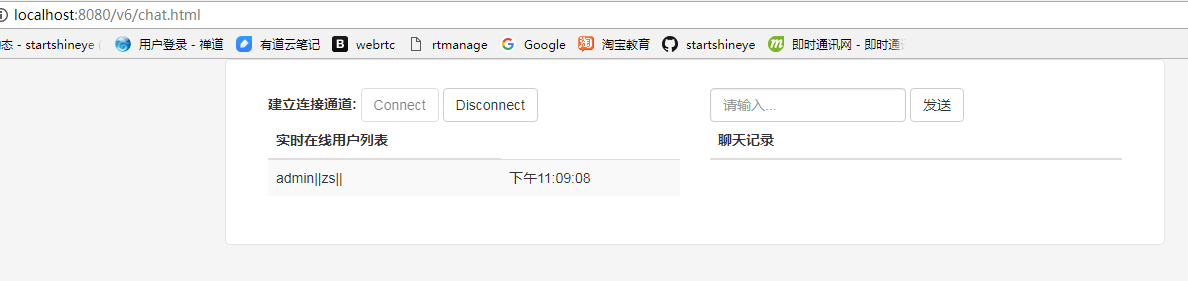 localhost:8080/v6/chat.html
态 - startshineye ( 用户登录 - 禅道 有道云笔记 webrtc rtmanage Google 淘宝教育 startshineye 即时通讯网 - 即时通讯
建立连接通道: Connect Disconnect 请输入... 发送
实时在线用户列表 聊天记录
admin||zs|| 下午11:09:08